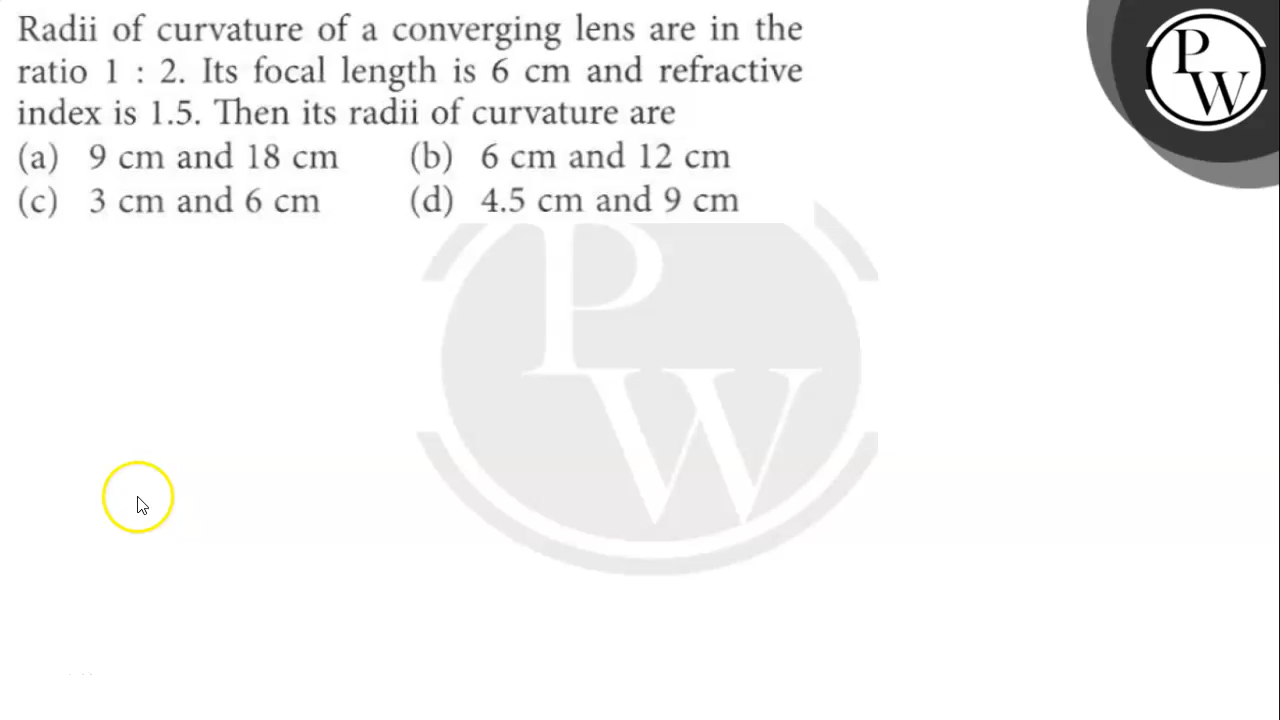 Radii of curvature of a converging lens are in the
ratio 1 : 2. Its focal length is 6 cm and refractive
index is 1.5. Then its radii of curvature are
(a) 9 cm and 18 cm (b) 6 cm and 12 cm
(c) 3 cm and 6 cm (d) 4.5 cm and 9 cm
P
W
P
W